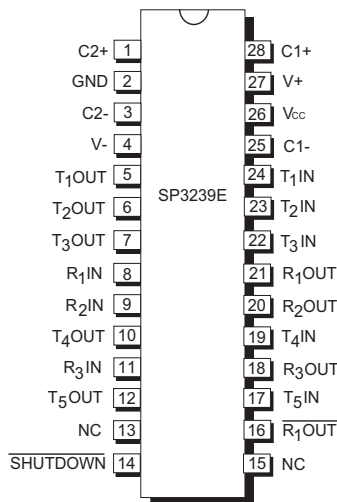 C2+ 1 28 C1+
GND 2 27 V+
C2- 3 26 Vcc
V- 4 25 C1-
T1OUT 5 24 T1IN
SP3239E
T2OUT 6 23 T2IN
T3OUT 7 22 T3IN
R1IN 8 21 R1OUT
R2IN 9 20 R2OUT
T4OUT 10 19 T4IN
R3IN 11 18 R3OUT
T5OUT 12 17 T5IN
NC 13 16 R1OUT
SHUTDOWN 14 15 NC